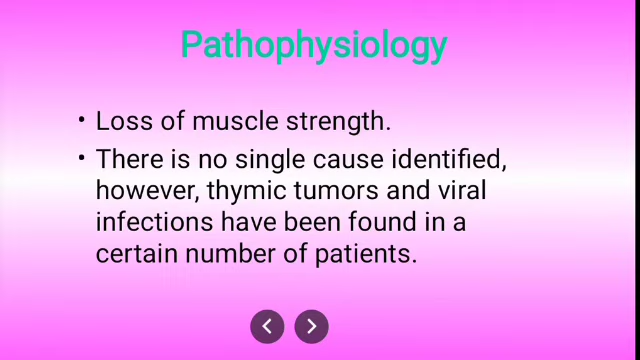 Pathophysiology
• Loss of muscle strength.
• There is no single cause identified,
however, thymic tumors and viral
infections have been found in a
certain number of patients.